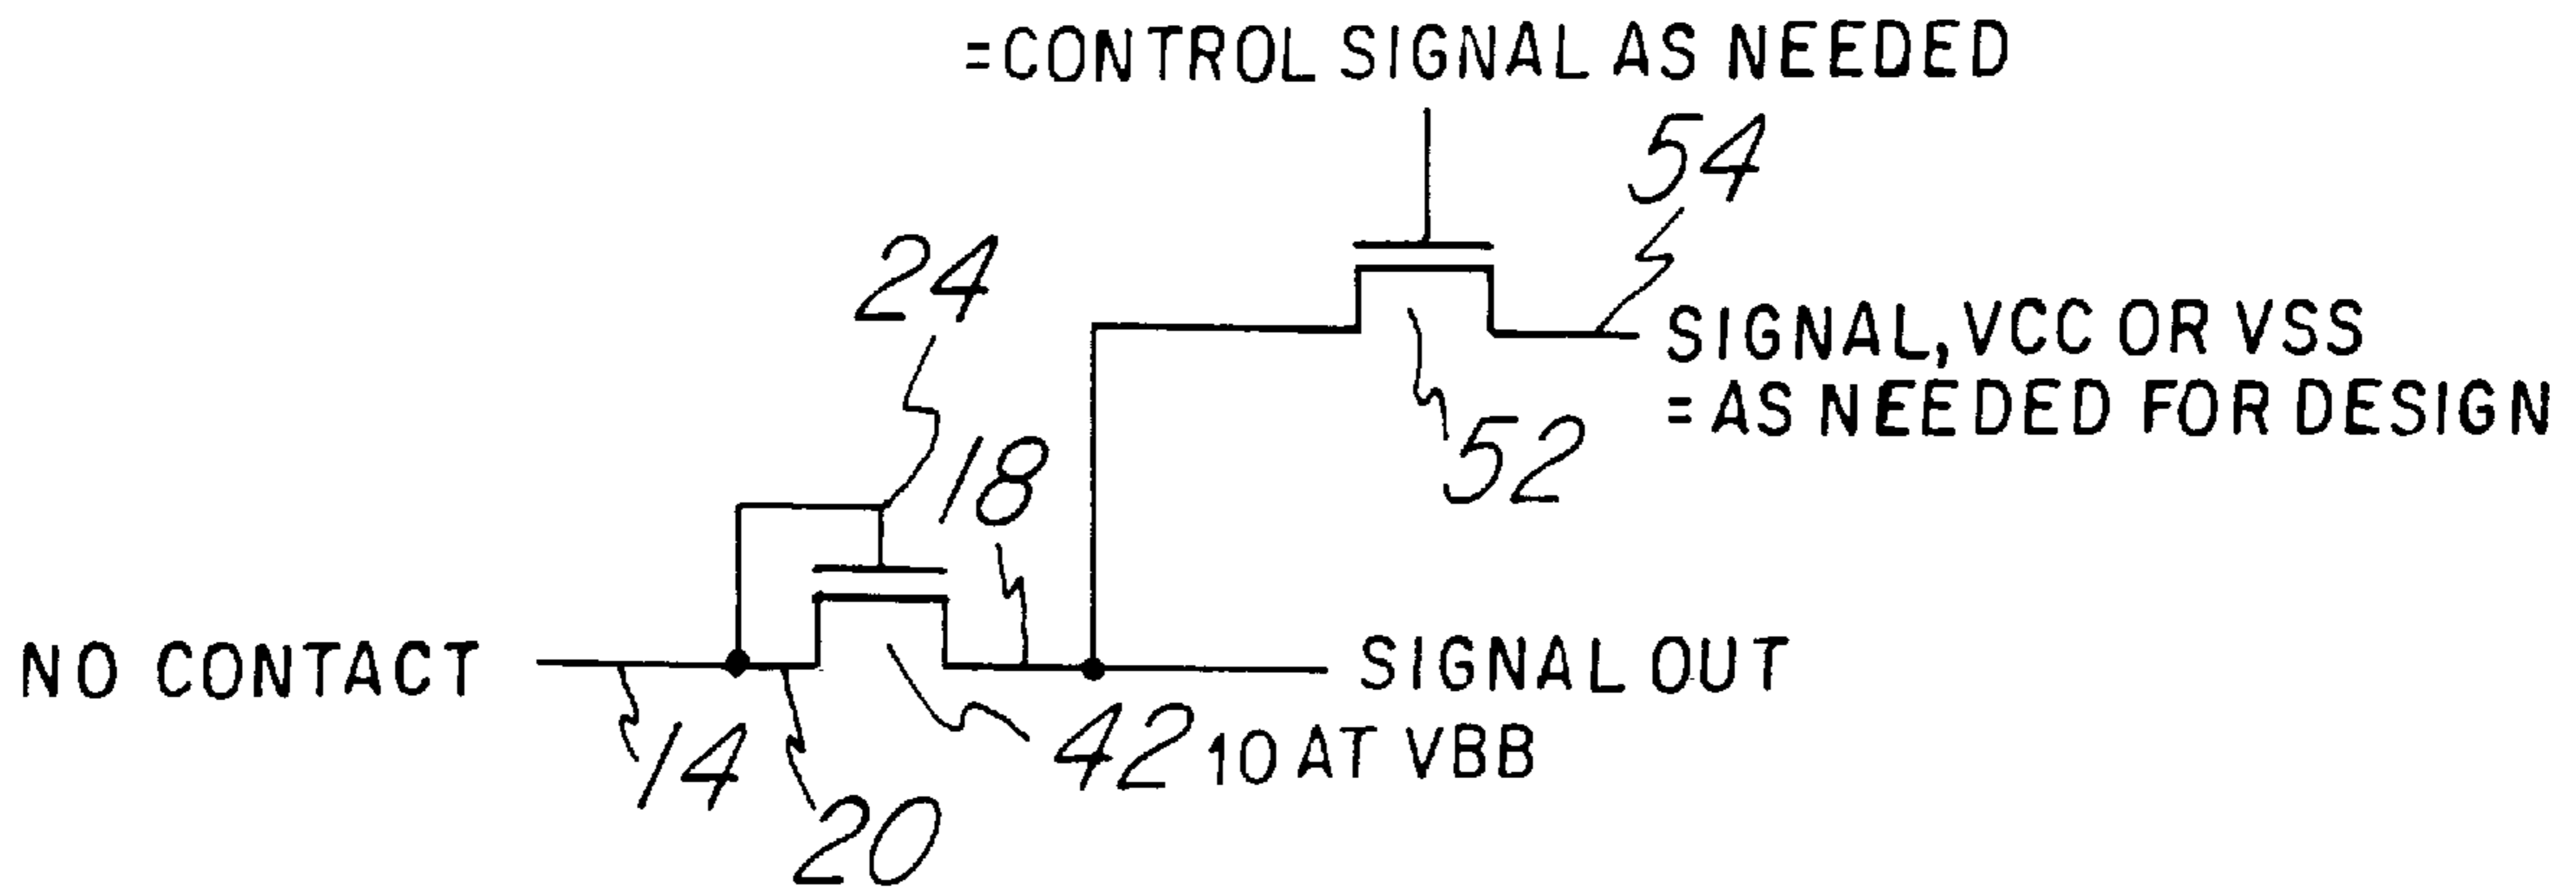 =CONTROL SIGNAL AS NEEDED
54
24
SIGNAL, VCC OR VSS
=AS NEEDED FOR DESIGN
18
52
NO CONTACT
SIGNAL OUT
14
42 10 AT VBB
20